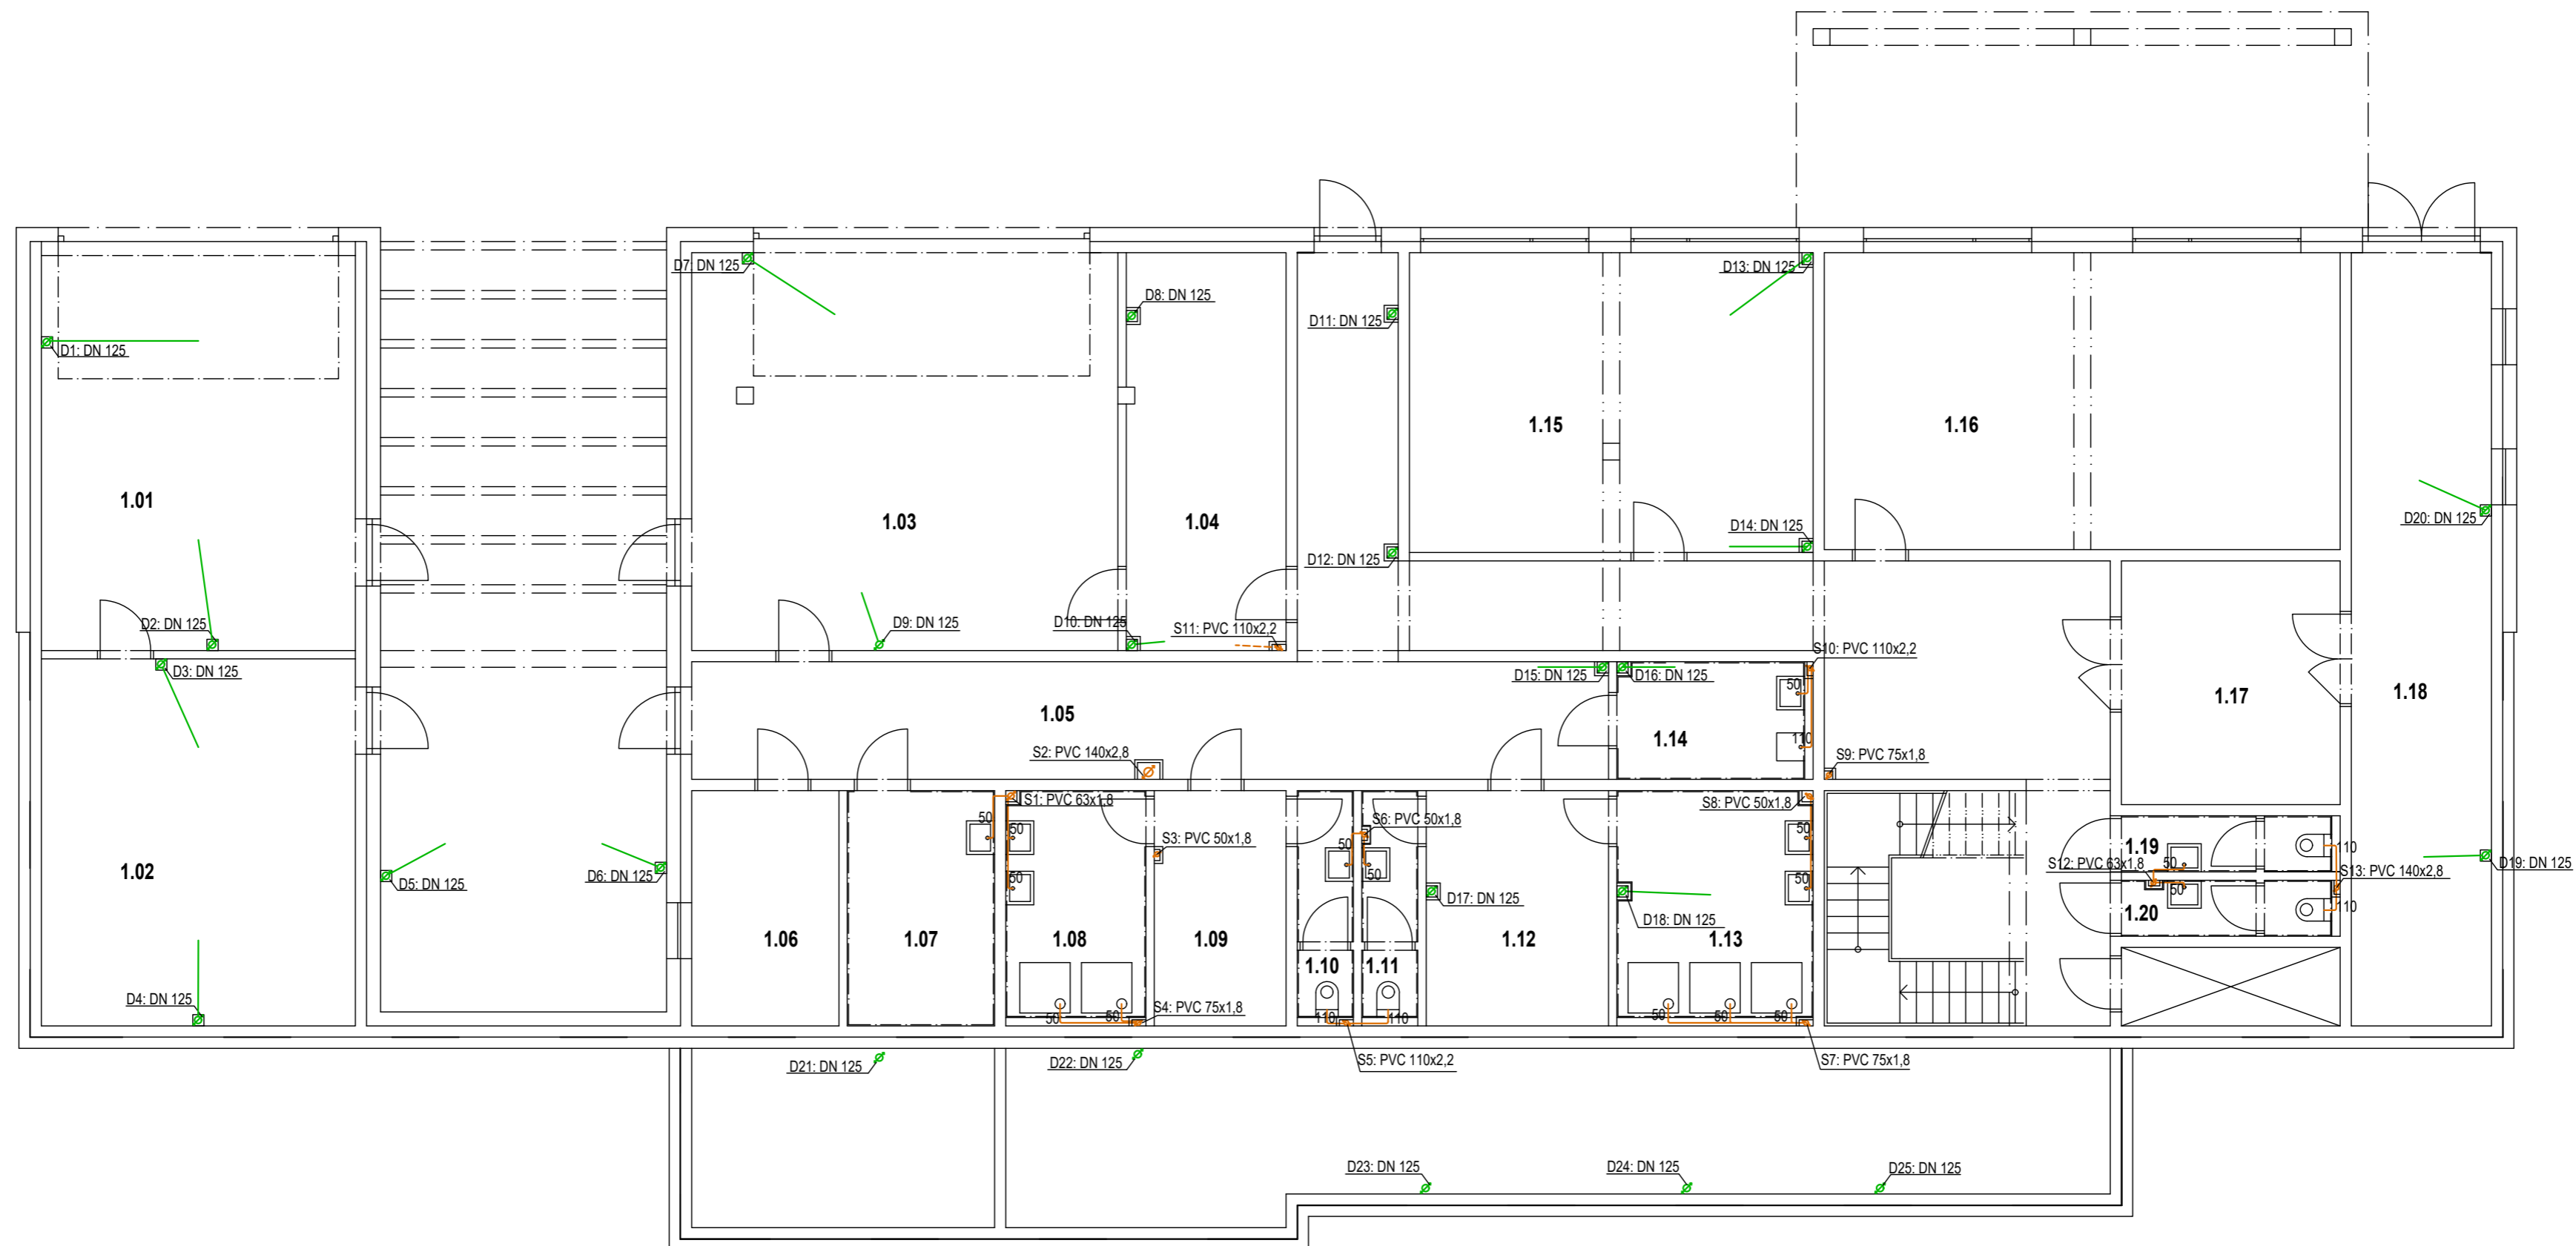 D7: DN 125
D13: DN 125
D8: DN 125
D11: DN 125
D1: DN 125
1.15
1.16
1.01
1.03
1.04
D14: DN 125
D20: DN 125
D12: DN 125
D2: DN 125
D9: DN 125
D10: DN 125
S11: PVC 110x2,2
S10: PVC 110x2,2
D3: DN 125
D15: DN 125
D16: DN 125
50
1.17
1.18
1.05
1.14
110
S2: PVC 140x2,8
S9: PVC 75x1,8
S1: PVC 63x1,8
S8: PVC 50x1,8
50
50
S6: PVC 50x1,8
50
S3: PVC 50x1,8
50
1.19
110
S12: PVC 63x1,8
50
D19: DN 125
1.02
D5: DN 125
D6: DN 125
50
50
50
S13: PVC 140x2,8
50
D17: DN 125
D18: DN 125
1.20
110
1.06
1.07
1.08
1.09
1.12
1.13
1.10
1.11
D4: DN 125
50
50
S4: PVC 75x1,8
110
110
50
50
50
D21: DN 125
D22: DN 125
S5: PVC 110x2,2
S7: PVC 75x1,8
D23: DN 125
D24: DN 125
D25: DN 125